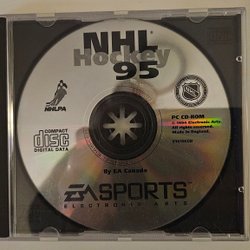 NHL
Hockey
95
NHLPA
NHL
COMPACT
disc
DIGITAL DATA
PC CD-ROM
© 1994 Electronic Arts
All rights reserved.
Made in England.
By EA Canada
EA SPORTS
ELECTRONIC ARTS